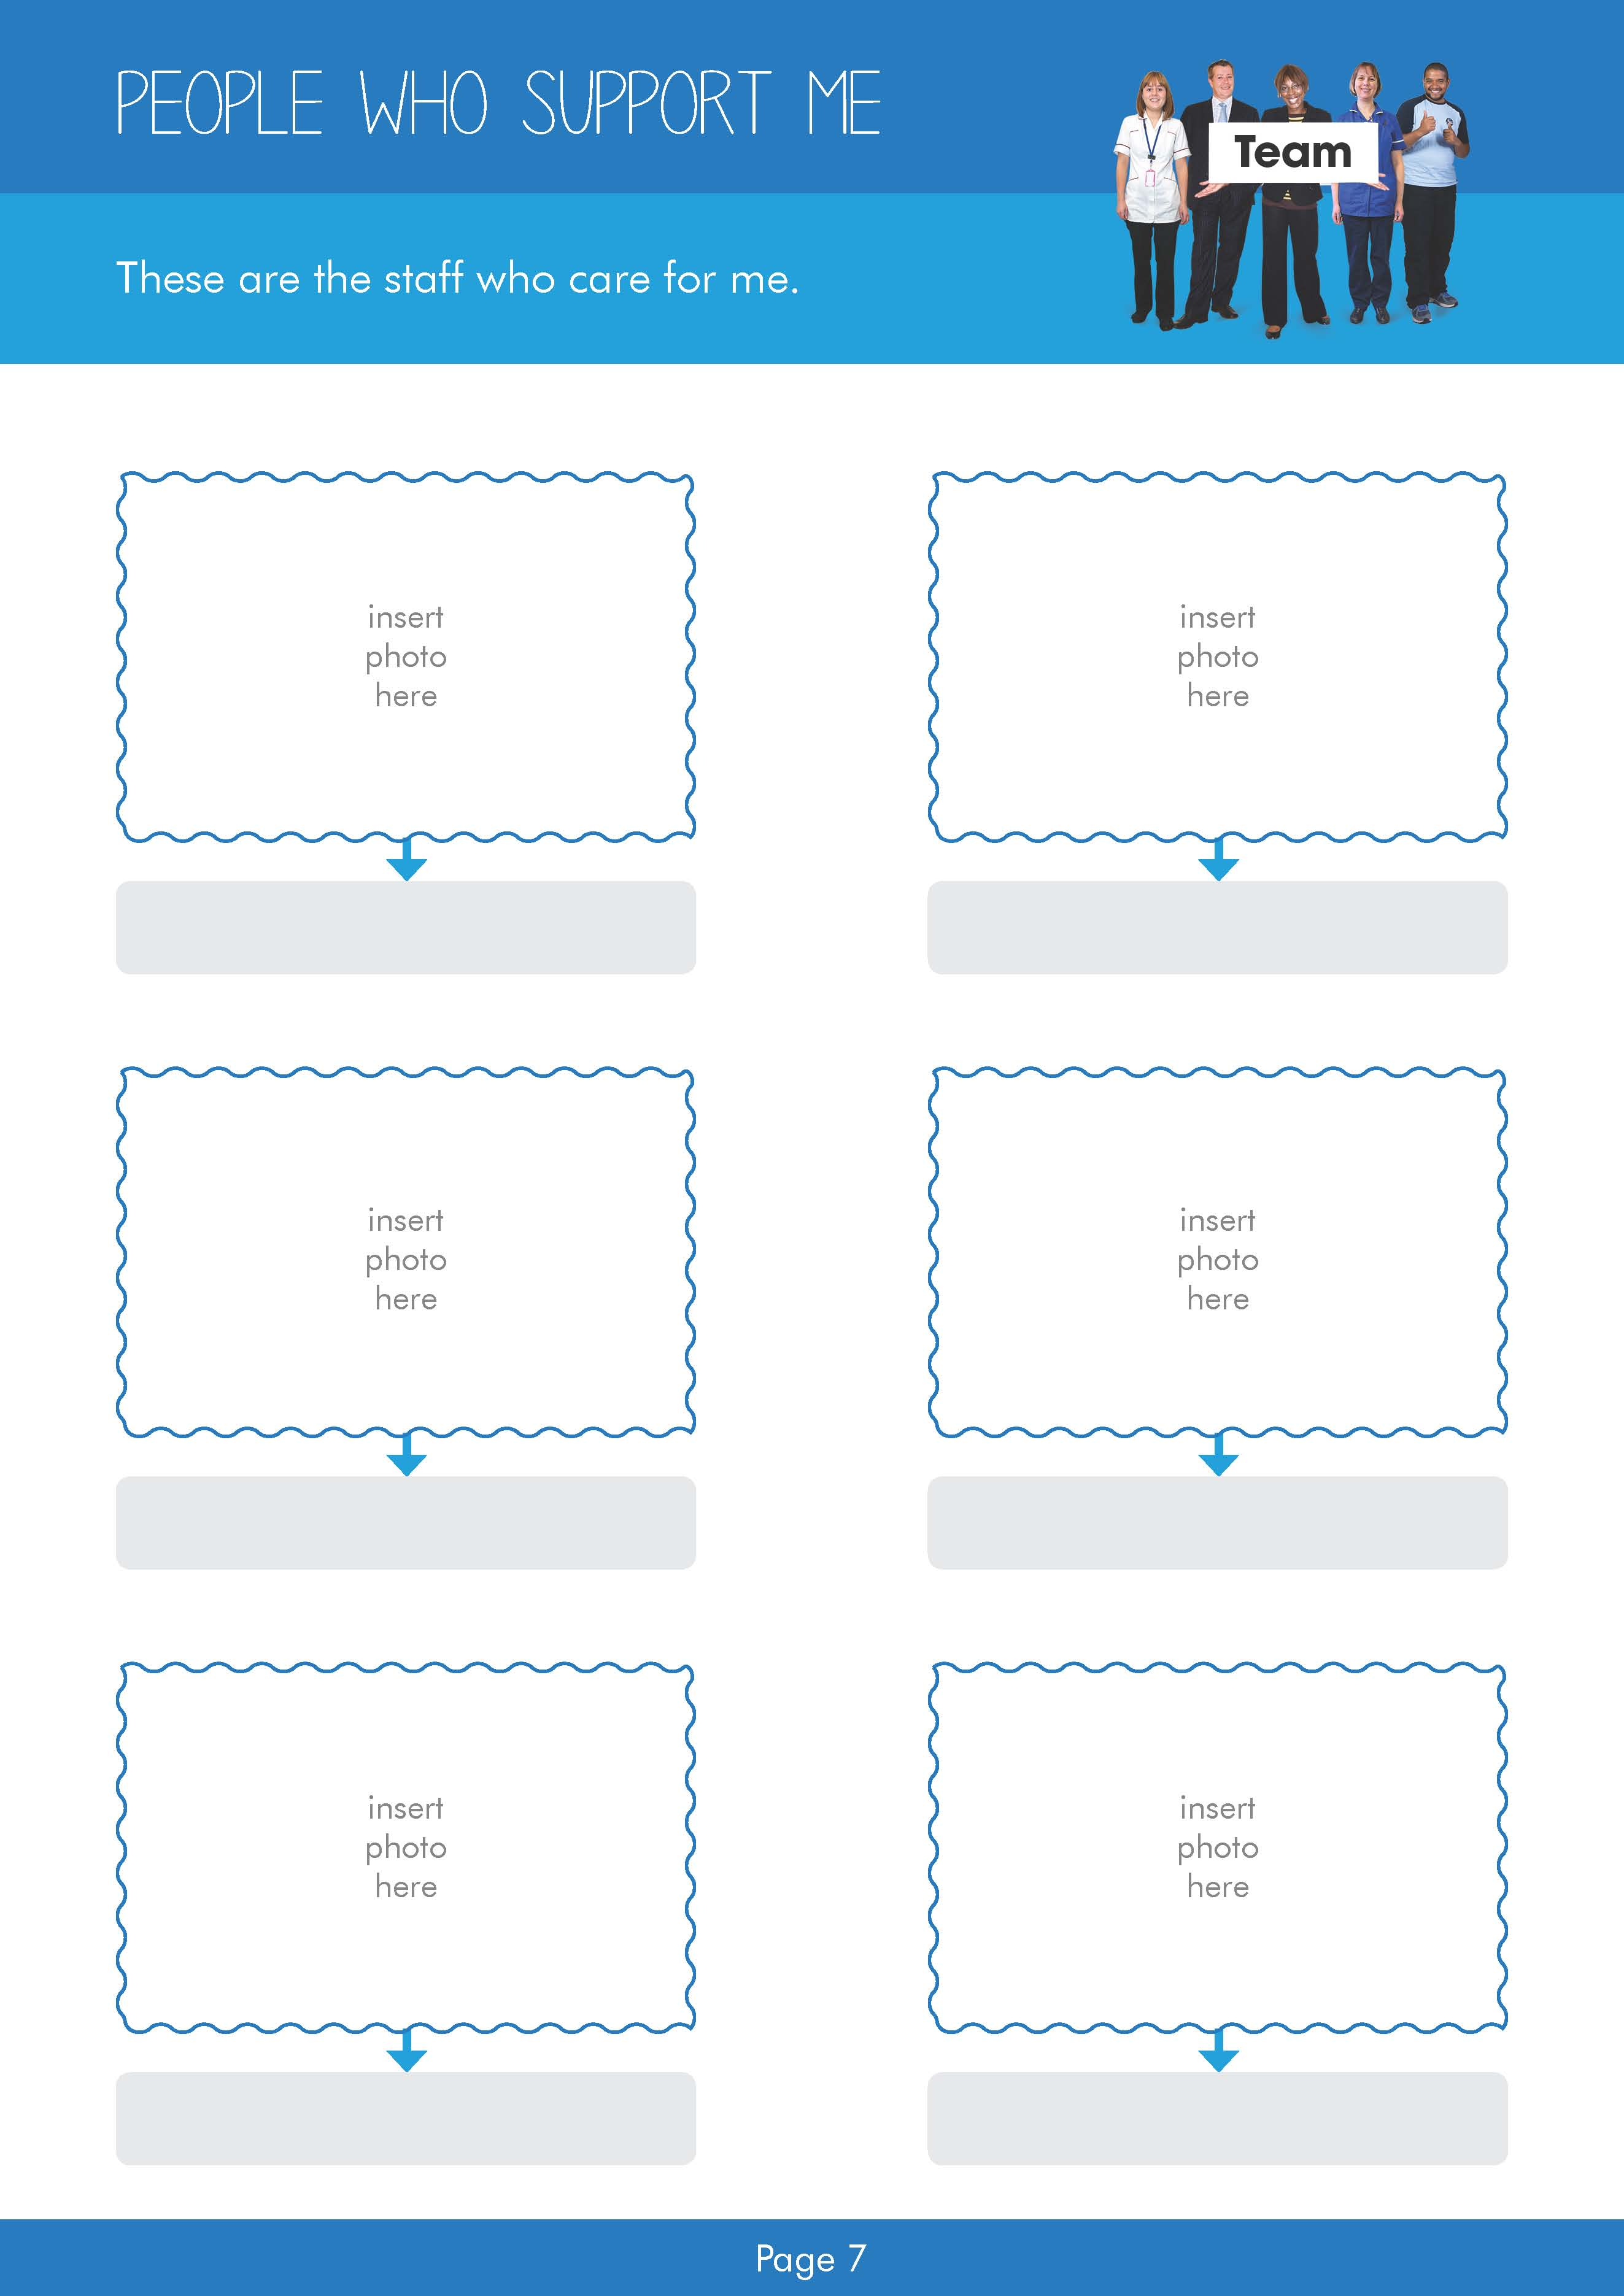 PEOPLE WHO SUPPORT ME
Team
These are the staff who care for me.
insert
photo
here
insert
photo
here
insert
photo
here
insert
photo
here
insert
photo
here
insert
photo
here
Page 7